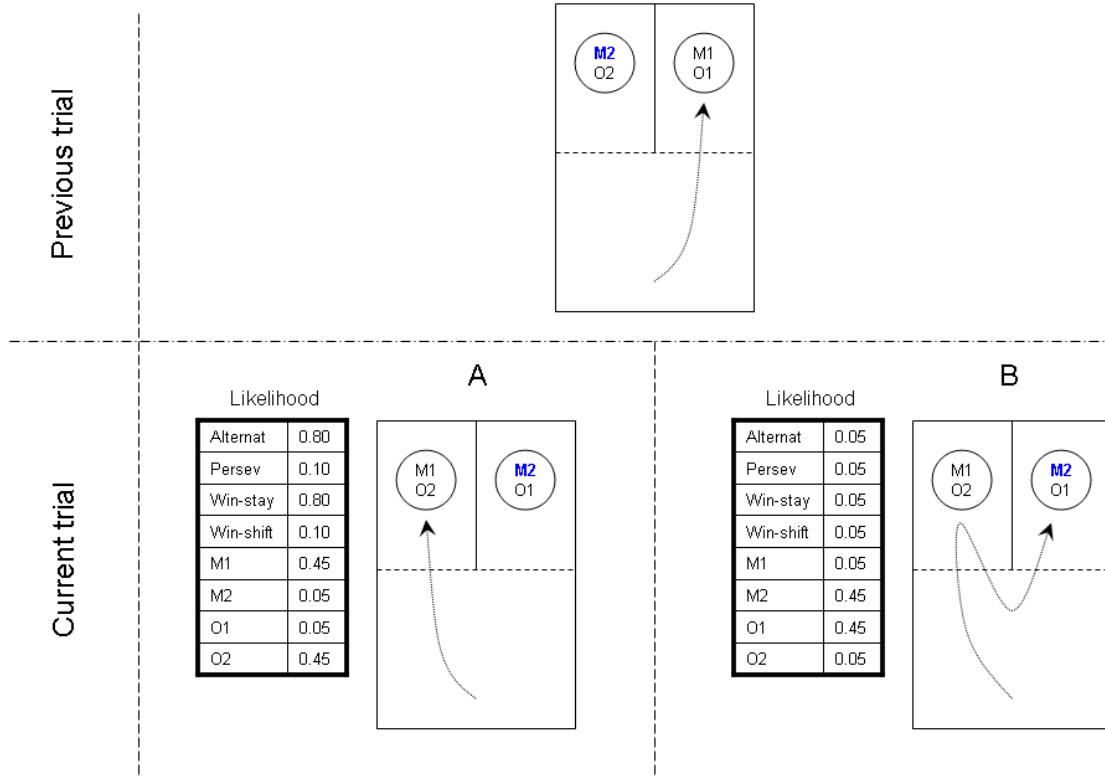 Previous trial
M2
O2
M1
O1
Current trial
A
Likelihood
Alternat 0.80
Persev 0.10
Win-stay 0.80
Win-shift 0.10
M1 0.45
M2 0.05
O1 0.05
O2 0.45
M1
O2
M2
O1
B
Likelihood
Alternat 0.05
Persev 0.05
Win-stay 0.05
Win-shift 0.05
M1 0.05
M2 0.45
O1 0.45
O2 0.05
M1
O2
M2
O1